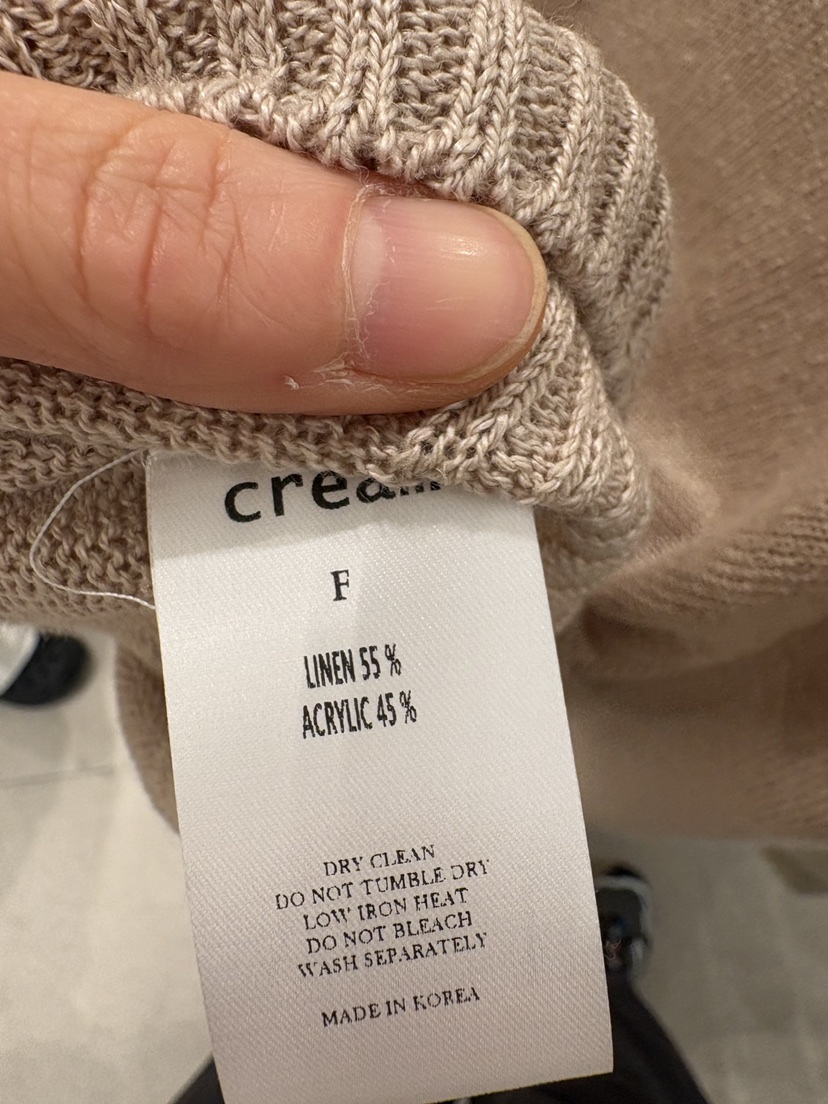 F
LINEN 55 %
ACRYLIC 45 %
DRY CLEAN
DO NOT TUMBLE DRY
LOW IRON HEAT
DO NOT BLEACH
WASH SEPARATELY
MADE IN KOREA